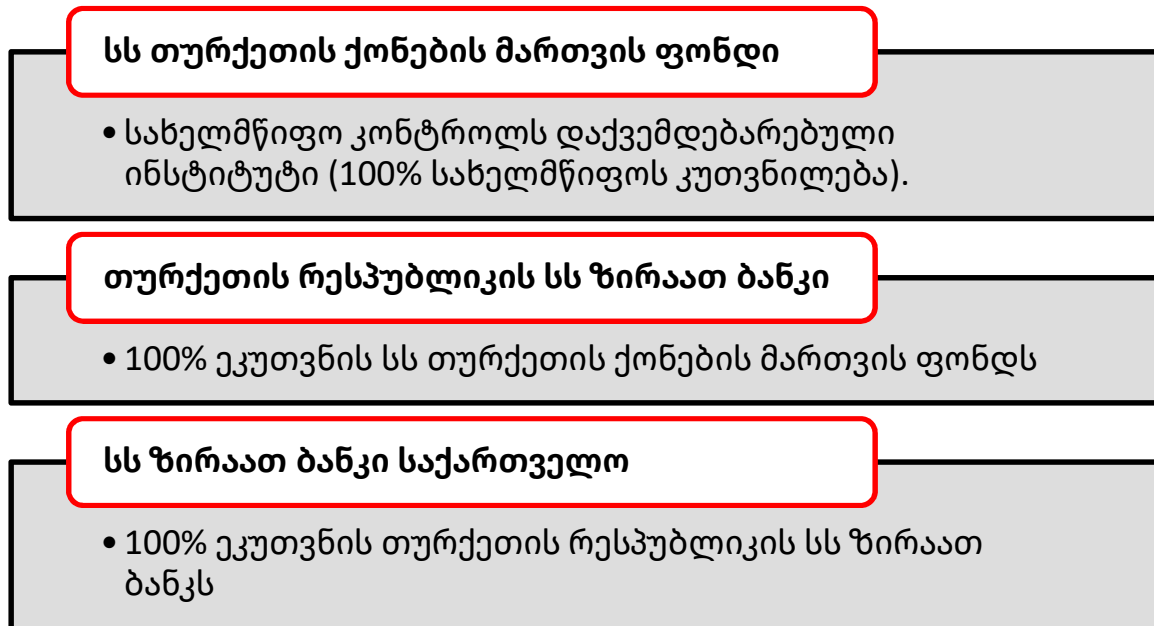 სს თურქეთის ქონების მართვის ფონდი
• სახელმწიფო კონტროლს დაქვემდებარებული
ინსტიტუტი (100% სახელმწიფოს კუთვნილება).
თურქეთის რესპუბლიკის სს ზირაათ ბანკი
• 100% ეკუთვნის სს თურქეთის ქონების მართვის ფონდს
სს ზირაათ ბანკი საქართველო
• 100% ეკუთვნის თურქეთის რესპუბლიკის სს ზირაათ
ბანკს